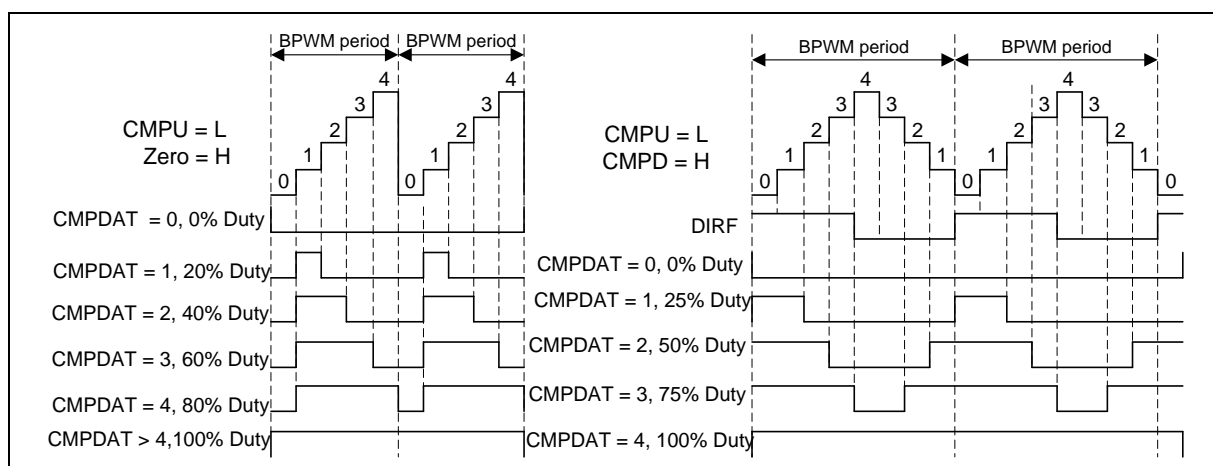 BPWM period BPWM period
4 4
3 3
2 2
1 1
0 0
CMPU = L
Zero = H
CMPDAT = 0, 0% Duty
CMPDAT = 1, 20% Duty
CMPDAT = 2, 40% Duty
CMPDAT = 3, 60% Duty
CMPDAT = 4, 80% Duty
CMPDAT > 4,100% Duty
BPWM period BPWM period
4 4
3 3 3 3
2 2 2 2
1 1 1 1
0 0 0
CMPU = L
CMPD = H
DIRF
CMPDAT = 0, 0% Duty
CMPDAT = 1, 25% Duty
CMPDAT = 2, 50% Duty
CMPDAT = 3, 75% Duty
CMPDAT = 4, 100% Duty